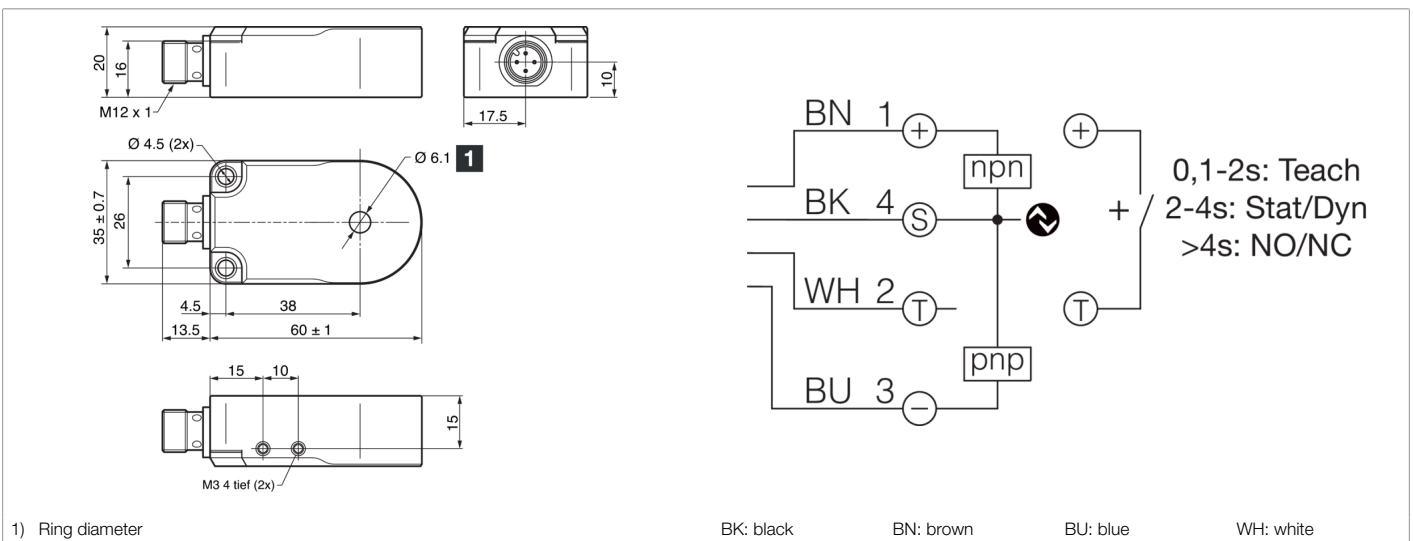 20
16
M12 x 1
10
17.5
Ø 4.5 (2x)
Ø 6.1 1
35 ± 0.7
26
4.5
38
13.5
60 ± 1
15
10
15
M3 4 tief (2x)
BN 1 +
npn
BK 4 S
WH 2 T
pnp
BU 3 −
+
+
T
0,1-2s: Teach
2-4s: Stat/Dyn
>4s: NO/NC
1) Ring diameter
BK: black
BN: brown
BU: blue
WH: white